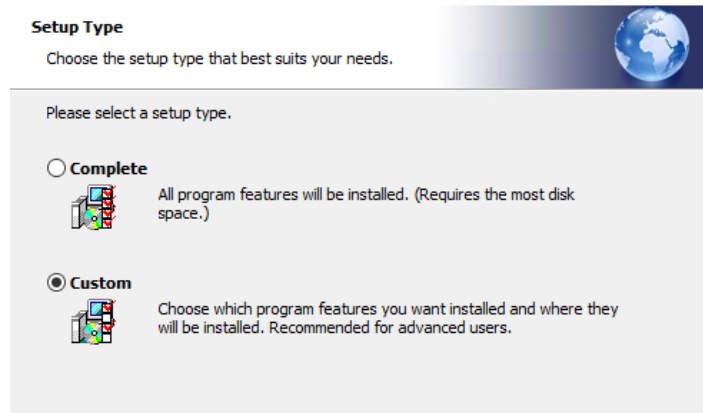 Setup Type
Choose the setup type that best suits your needs.
Please select a setup type.
Complete
All program features will be installed. (Requires the most disk
space.)
Custom
Choose which program features you want installed and where they
will be installed. Recommended for advanced users.